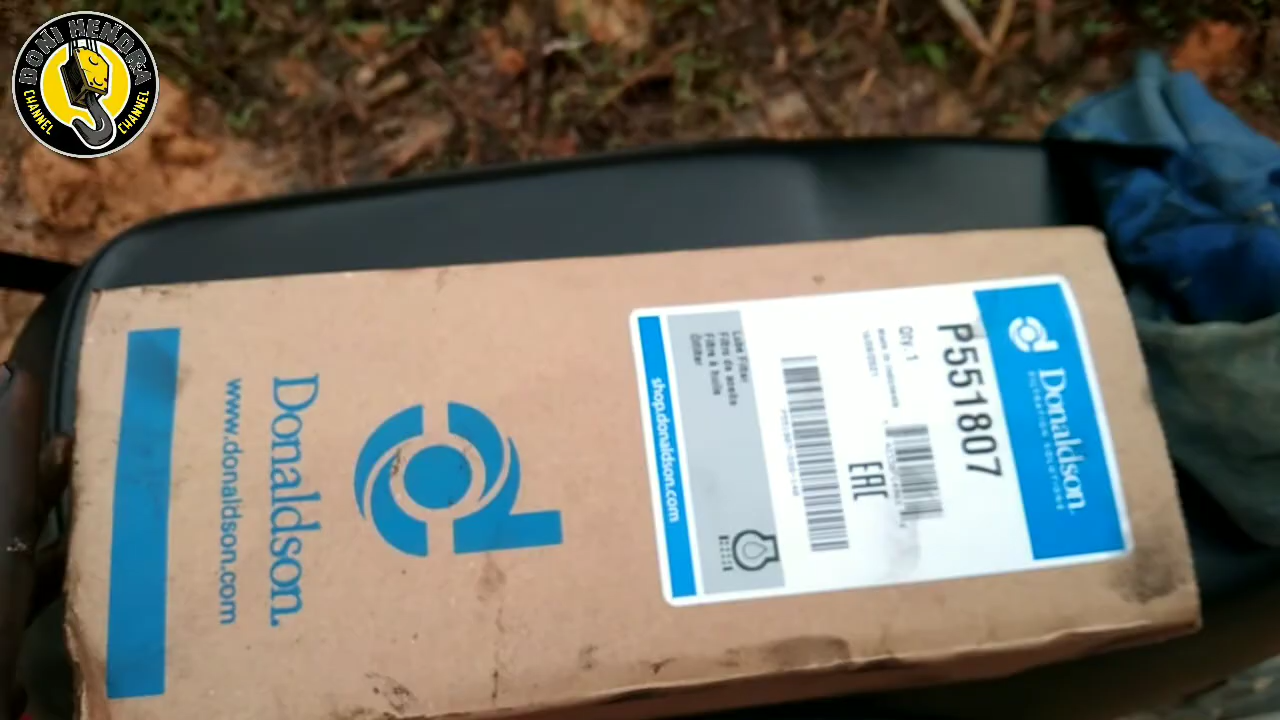 DONI HENDRA
CHANNEL CHANNEL
Donaldson.
FILTRATION SOLUTIONS
P551807
Qty: 1
EAC
Lube Filter
Filtro de aceite
Filtre à huile
Ölfilter
shop.donaldson.com
Donaldson.
www.donaldson.com